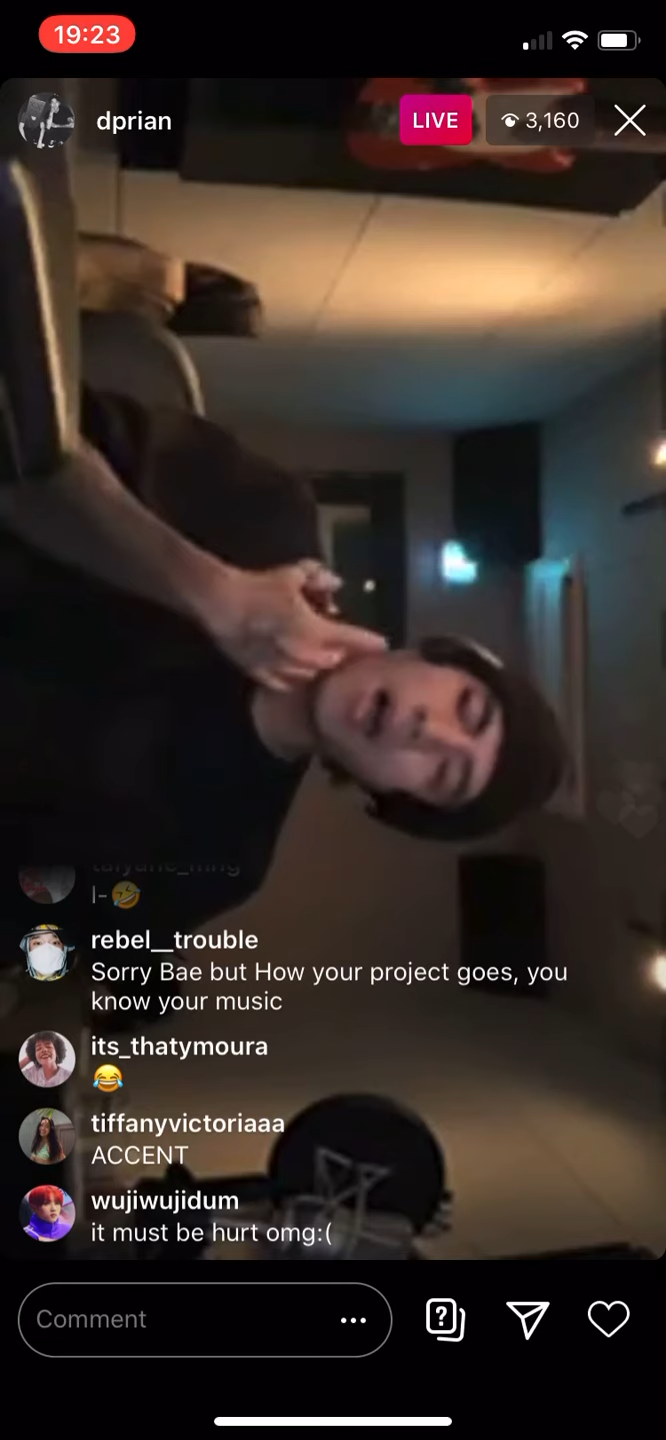 19:23
dprian
LIVE
3,160
l-🤣
rebel__trouble
Sorry Bae but How your project goes, you
know your music
its_thatymoura
😂
tiffanyvictoriaaa
ACCENT
wujiwujidum
it must be hurt omg:(
Comment